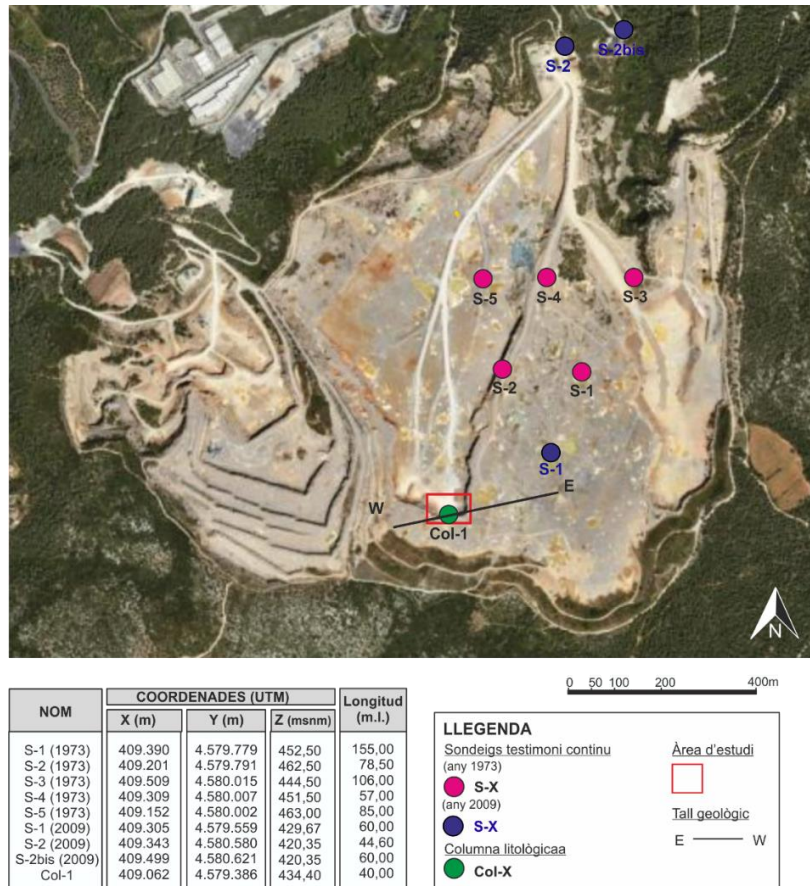 S-2
S-2bis
S-5
S-4
S-3
S-2
S-1
S-1
E
W
Col-1
N
0 50 100 200 400m
NOM COORDENADES (UTM) Longitud (m.l.)
X (m) Y (m) Z (msnm)
S-1 (1973) 409.390 4.579.779 452,50 155,00
S-2 (1973) 409.201 4.579.791 462,50 78,50
S-3 (1973) 409.509 4.580.015 444,50 106,00
S-4 (1973) 409.309 4.580.007 451,50 57,00
S-5 (1973) 409.152 4.580.002 463,00 85,00
S-1 (2009) 409.305 4.579.559 429,67 60,00
S-2 (2009) 409.343 4.580.580 420,35 44,60
S-2bis (2009) 409.499 4.580.621 420,35 60,00
Col-1 409.062 4.579.386 434,40 40,00
LLEGENDA
Sondeigs testimoni continu
(any 1973)
S-X
(any 2009)
S-X
Columna litològicaa
Col-X
Àrea d'estudi
Tall geològic
E W